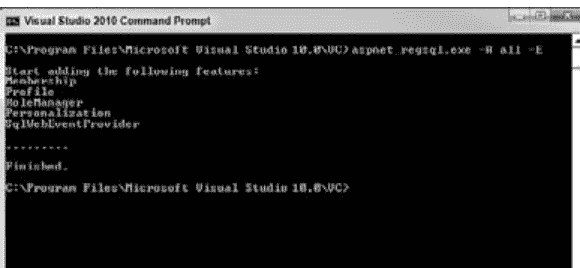 Visual Studio 2010 Command Prompt
C:\Program Files\Microsoft Visual Studio 10.0\VC>aspnet_regsql.exe -A all -E
Start adding the following features:
Membership
Profile
RoleManager
Personalization
SqlWebEventProvider
.........
Finished.
C:\Program Files\Microsoft Visual Studio 10.0\VC>